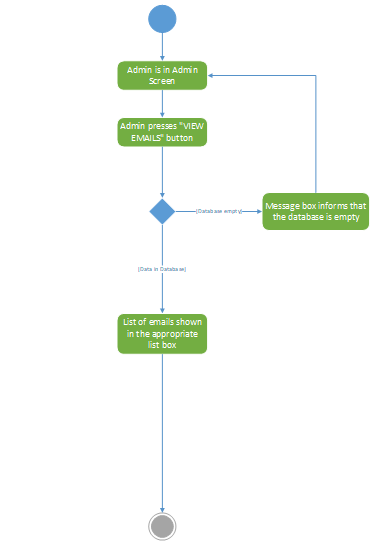 Admin is in Admin
Screen
Admin presses "VIEW
EMAILS" button
[Database empty]
Message box informs that
the database is empty
[Data in Database]
List of emails shown
in the appropriate
list box